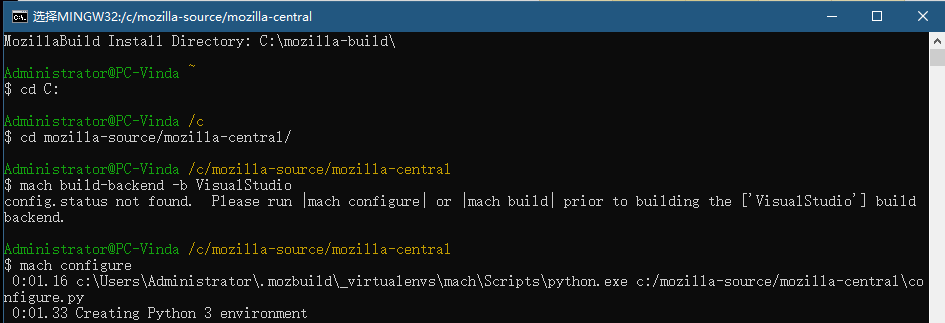 选择MINGW32:/c/mozilla-source/mozilla-central
MozillaBuild Install Directory: C:\mozilla-build\
Administrator@PC-Vinda ~
$ cd C:
Administrator@PC-Vinda /c
$ cd mozilla-source/mozilla-central/
Administrator@PC-Vinda /c/mozilla-source/mozilla-central
$ mach build-backend -b VisualStudio
config.status not found.  Please run |mach configure| or |mach build| prior to building the ['VisualStudio'] build
backend.
Administrator@PC-Vinda /c/mozilla-source/mozilla-central
$ mach configure
 0:01.16 c:\Users\Administrator\.mozbuild\_virtualenvs\mach\Scripts\python.exe c:/mozilla-source/mozilla-central\co
nfigure.py
 0:01.33 Creating Python 3 environment